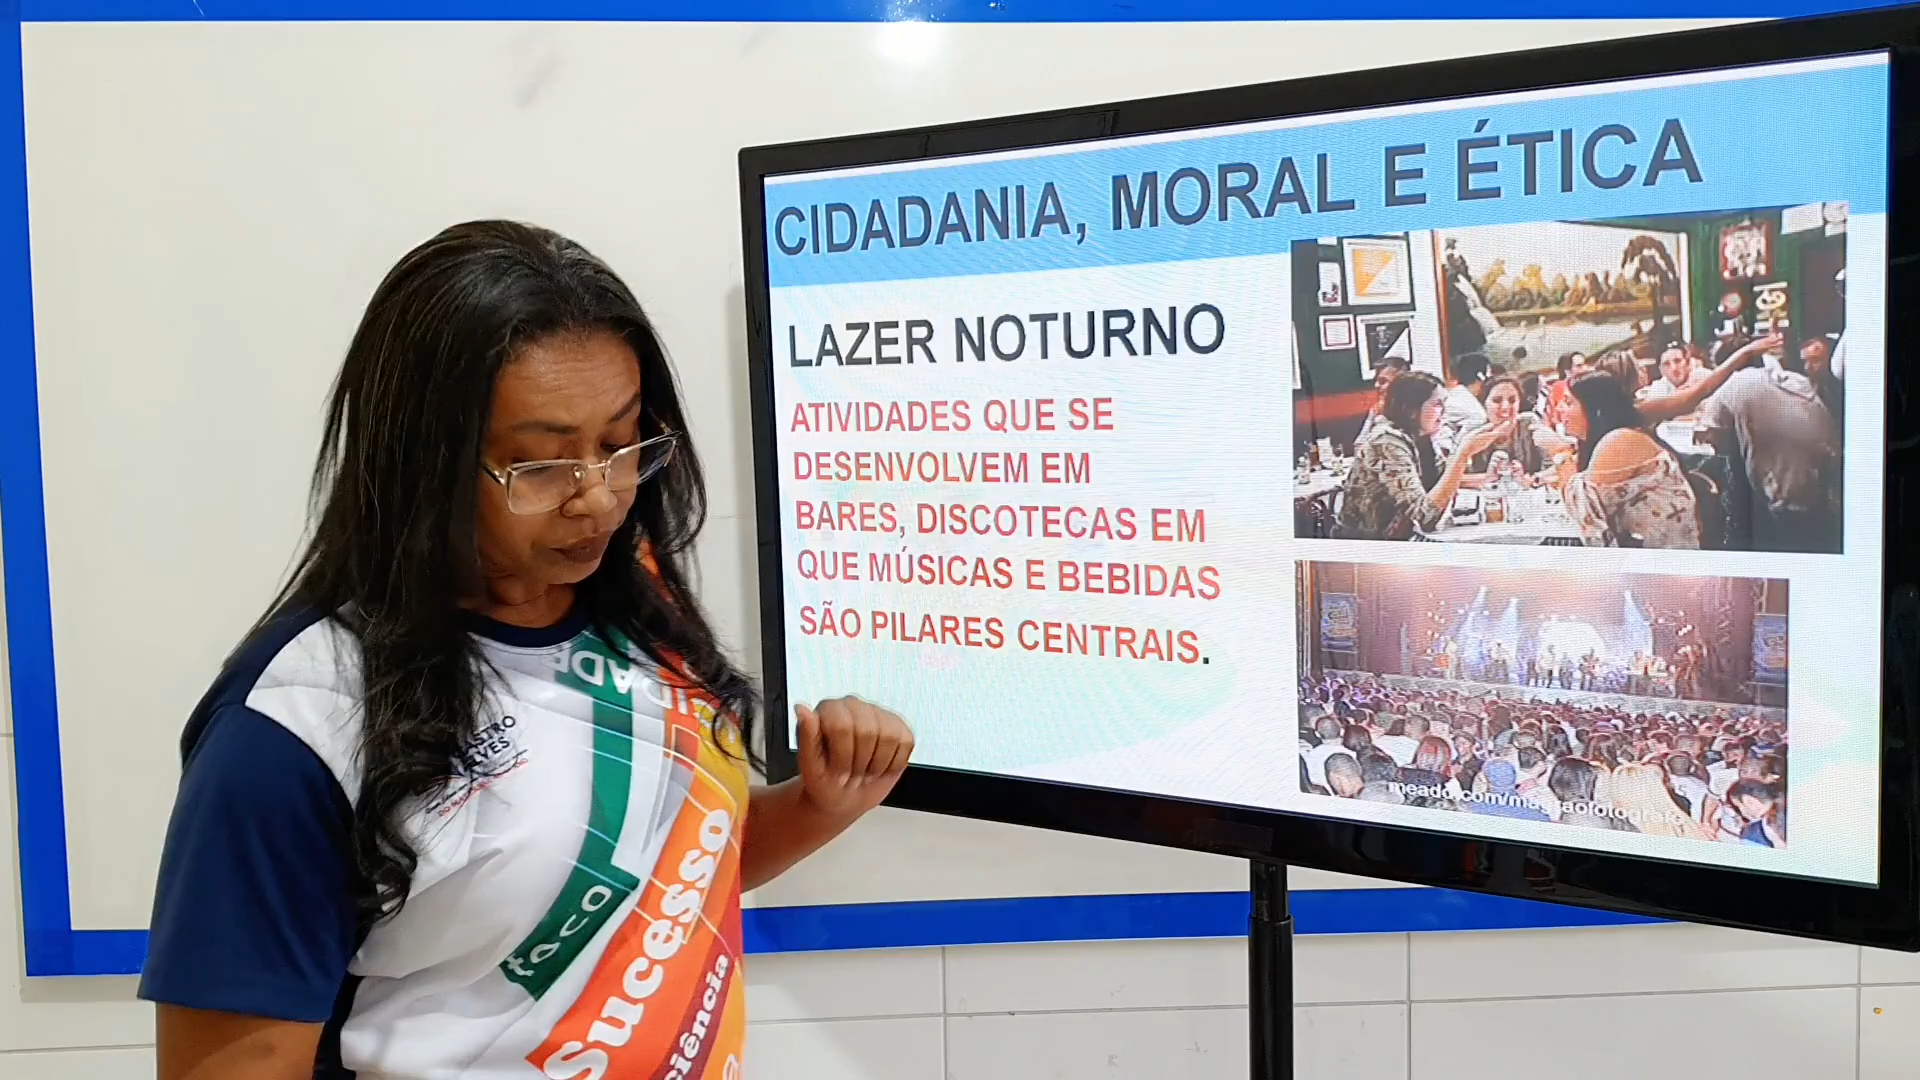 CIDADANIA, MORAL E ÉTICA
LAZER NOTURNO
ATIVIDADES QUE SE
DESENVOLVEM EM
BARES, DISCOTECAS EM
QUE MÚSICAS E BEBIDAS
SÃO PILARES CENTRAIS.
foco
Sucesso